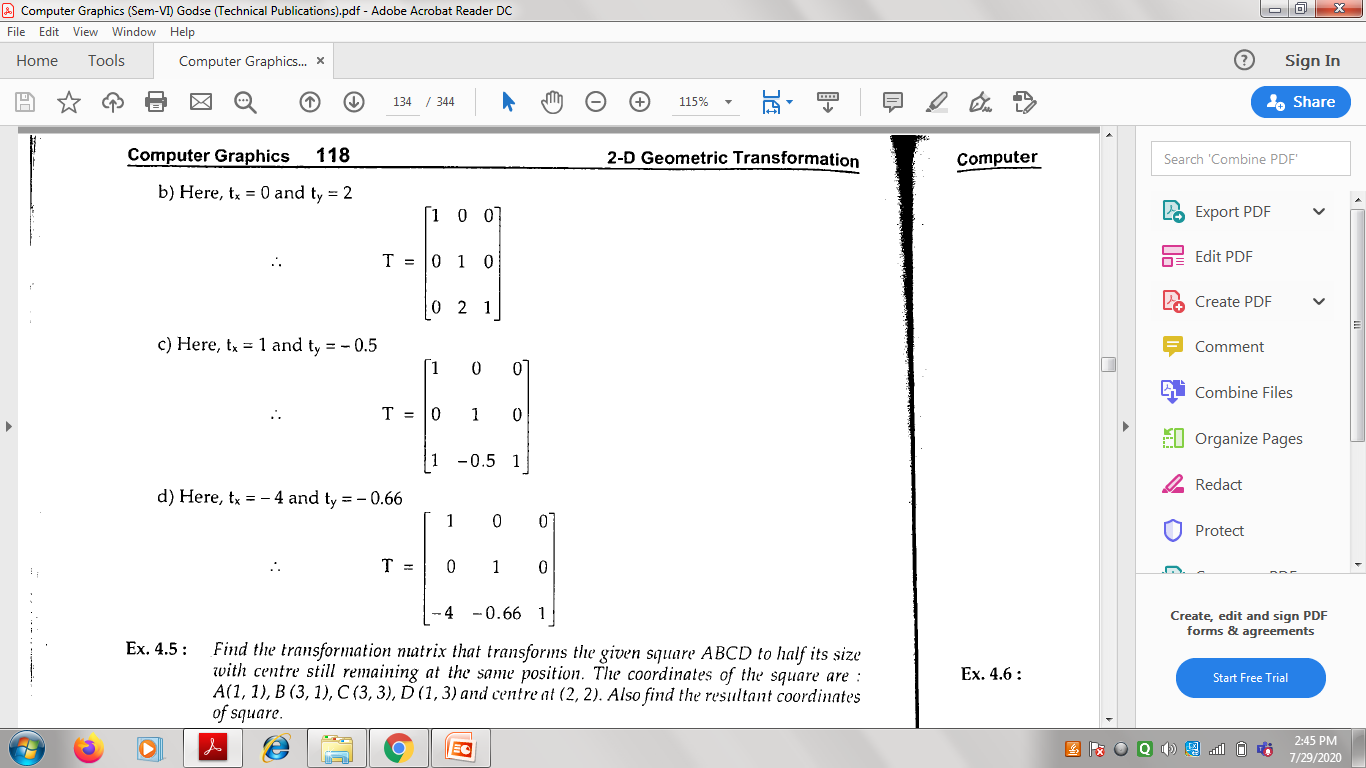 Computer Graphics (Sem-VI) Godse (Technical Publications).pdf - Adobe Acrobat Reader DC
File Edit View Window Help
Home Tools Computer Graphics... × ? Sign In
134 / 344 115% Share
Computer Graphics 118 2-D Geometric Transformation
b) Here, tx = 0 and ty = 2
1 0 0
∴ T = 0 1 0
0 2 1
c) Here, tx = 1 and ty = – 0.5
1 0 0
∴ T = 0 1 0
1 –0.5 1
d) Here, tx = – 4 and ty = – 0.66
1 0 0
∴ T = 0 1 0
–4 –0.66 1
Ex. 4.5 : Find the transformation matrix that transforms the given square ABCD to half its size
with centre still remaining at the same position. The coordinates of the square are :
A(1, 1), B (3, 1), C (3, 3), D (1, 3) and centre at (2, 2). Also find the resultant coordinates
of square.
Computer
Ex. 4.6 :
Search 'Combine PDF'
Export PDF
Edit PDF
Create PDF
Comment
Combine Files
Organize Pages
Redact
Protect
Create, edit and sign PDF
forms & agreements
Start Free Trial
2:45 PM
7/29/2020